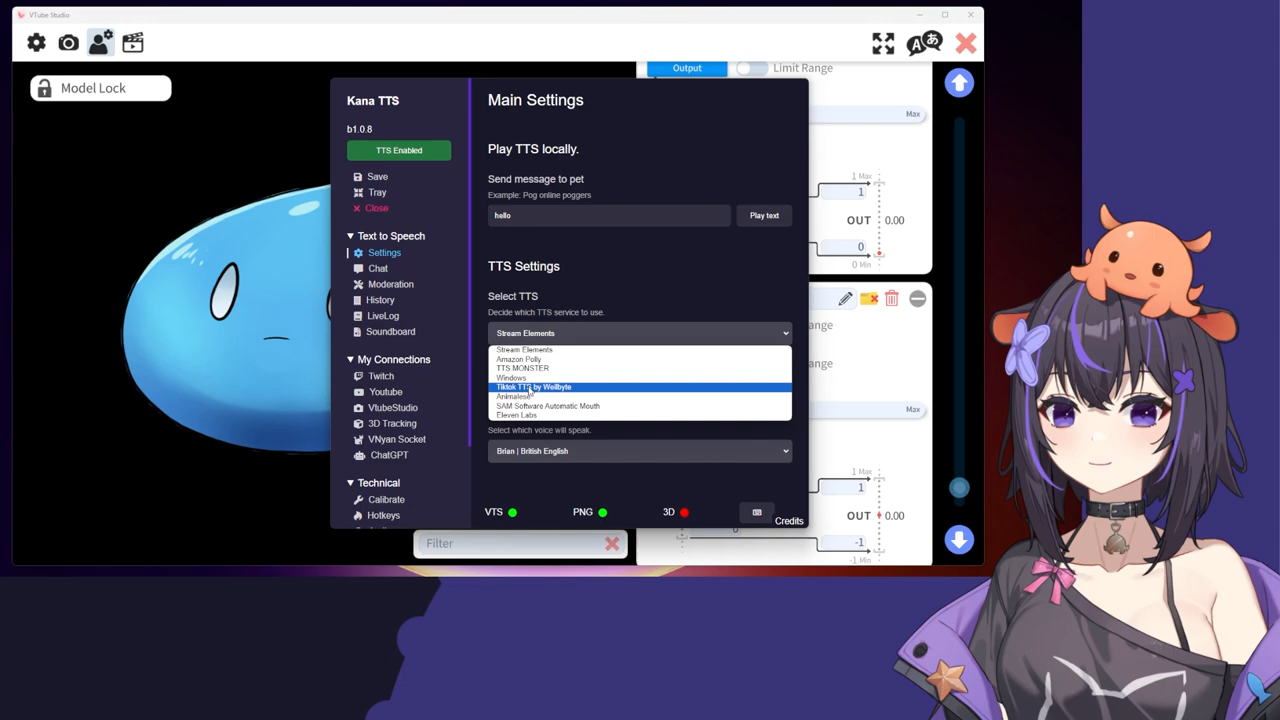 VTube Studio
Aあ
Model Lock
Output
Limit Range
Max
1 Max
1
OUT
0.00
0
0 Min
Kana TTS
b1.0.8
TTS Enabled
Save
Tray
Close
Text to Speech
Settings
Chat
Moderation
History
LiveLog
Soundboard
My Connections
Twitch
Youtube
VtubeStudio
3D Tracking
VNyan Socket
ChatGPT
Technical
Calibrate
Hotkeys
Main Settings
Play TTS locally.
Send message to pet
Example: Pog online poggers
hello
Play text
TTS Settings
Select TTS
Decide which TTS service to use.
Stream Elements
Stream Elements
Amazon Polly
TTS.MONSTER
Windows
Tiktok TTS by Weilbyte
Animalese
SAM Software Automatic Mouth
Eleven Labs
Select which voice will speak.
Brian | British English
VTS
PNG
3D
Credits
Filter
ange
ange
Max
1 Max
1
OUT
0.00
0
-1
-1 Min